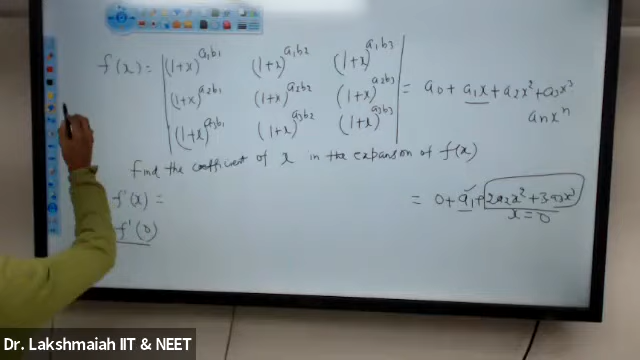 f(x) = | (1+x)^{a1b1} (1+x)^{a1b2} (1+x)^{a1b3} |
| (1+x)^{a2b1} (1+x)^{a2b2} (1+x)^{a2b3} | = a0 + a1x + a2x^2 + a3x^3
anx^n
| (1+x)^{a3b1} (1+x)^{a3b2} (1+x)^{a3b3} |
Find the coefficient of x in the expansion of f(x)
f'(x) = = 0 + a1 + 2a2x^2 + 3a3x^3
f'(0) x = 0
Dr. Lakshmaiah IIT & NEET